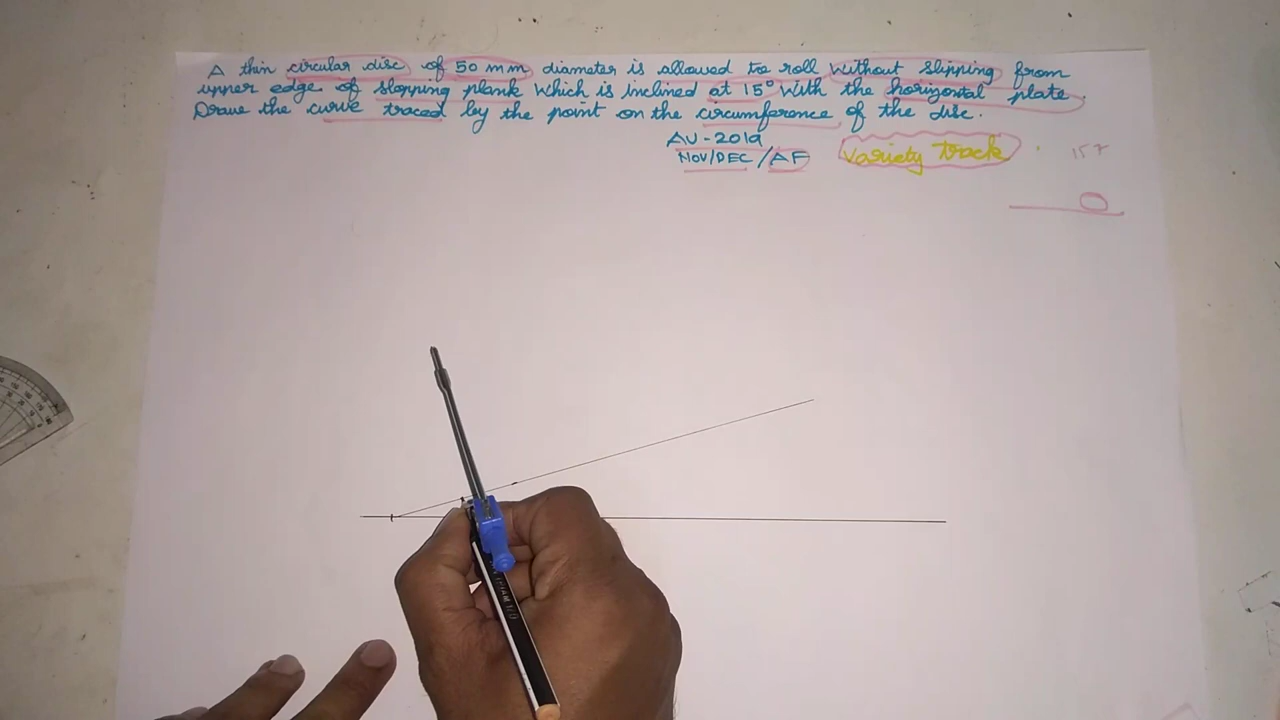 A thin circular disc of 50 mm diameter is allowed to roll without slipping from
upper edge of slopping plank which is inclined at 15° with the horizontal plate.
Draw the curve traced by the point on the circumference of the disc.
AU-2019
NOV/DEC/AF
Variety track
157